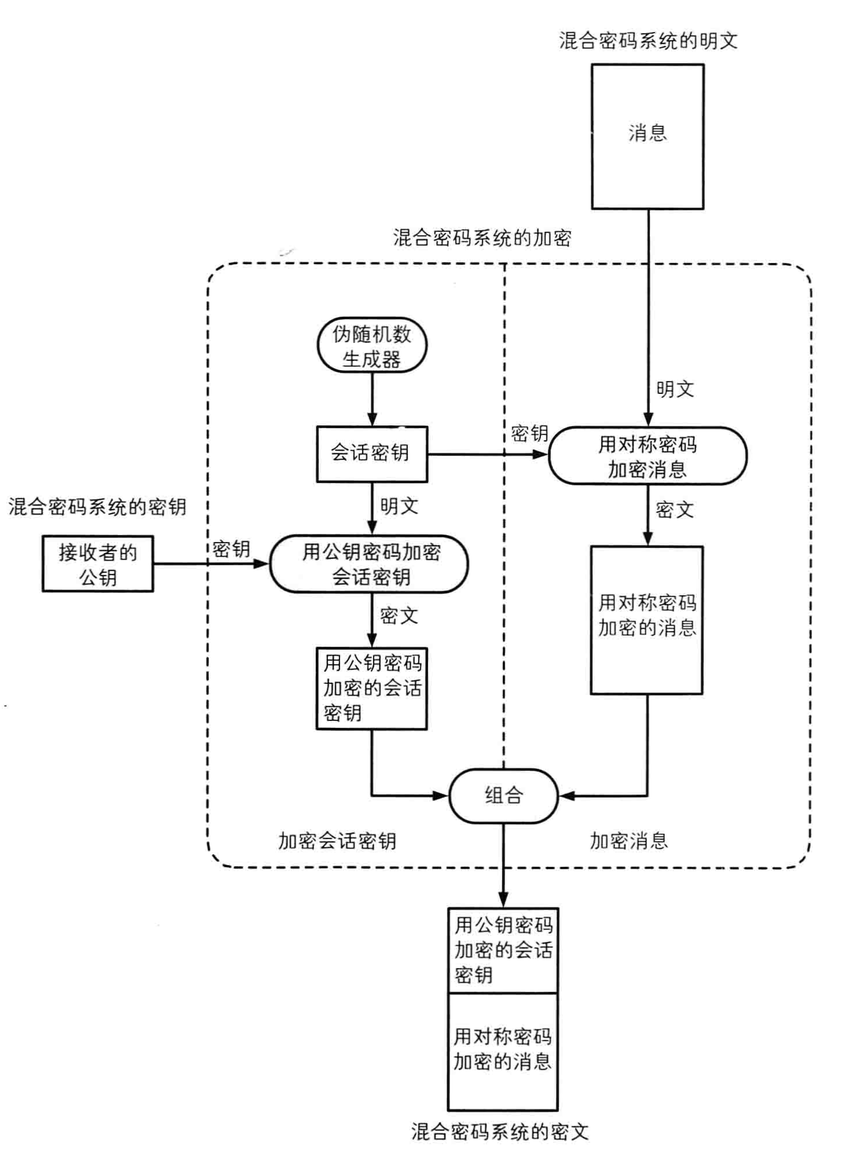 混合密码系统的明文
消息
混合密码系统的加密
伪随机数
生成器
明文
会话密钥
密钥
用对称密码
加密消息
混合密码系统的密钥
明文
密文
接收者的
公钥
密钥
用公钥密码加密
会话密钥
用对称密码
加密的消息
密文
用公钥密码
加密的会话
密钥
组合
加密会话密钥
加密消息
用公钥密码
加密的会话
密钥
用对称密码
加密的消息
混合密码系统的密文